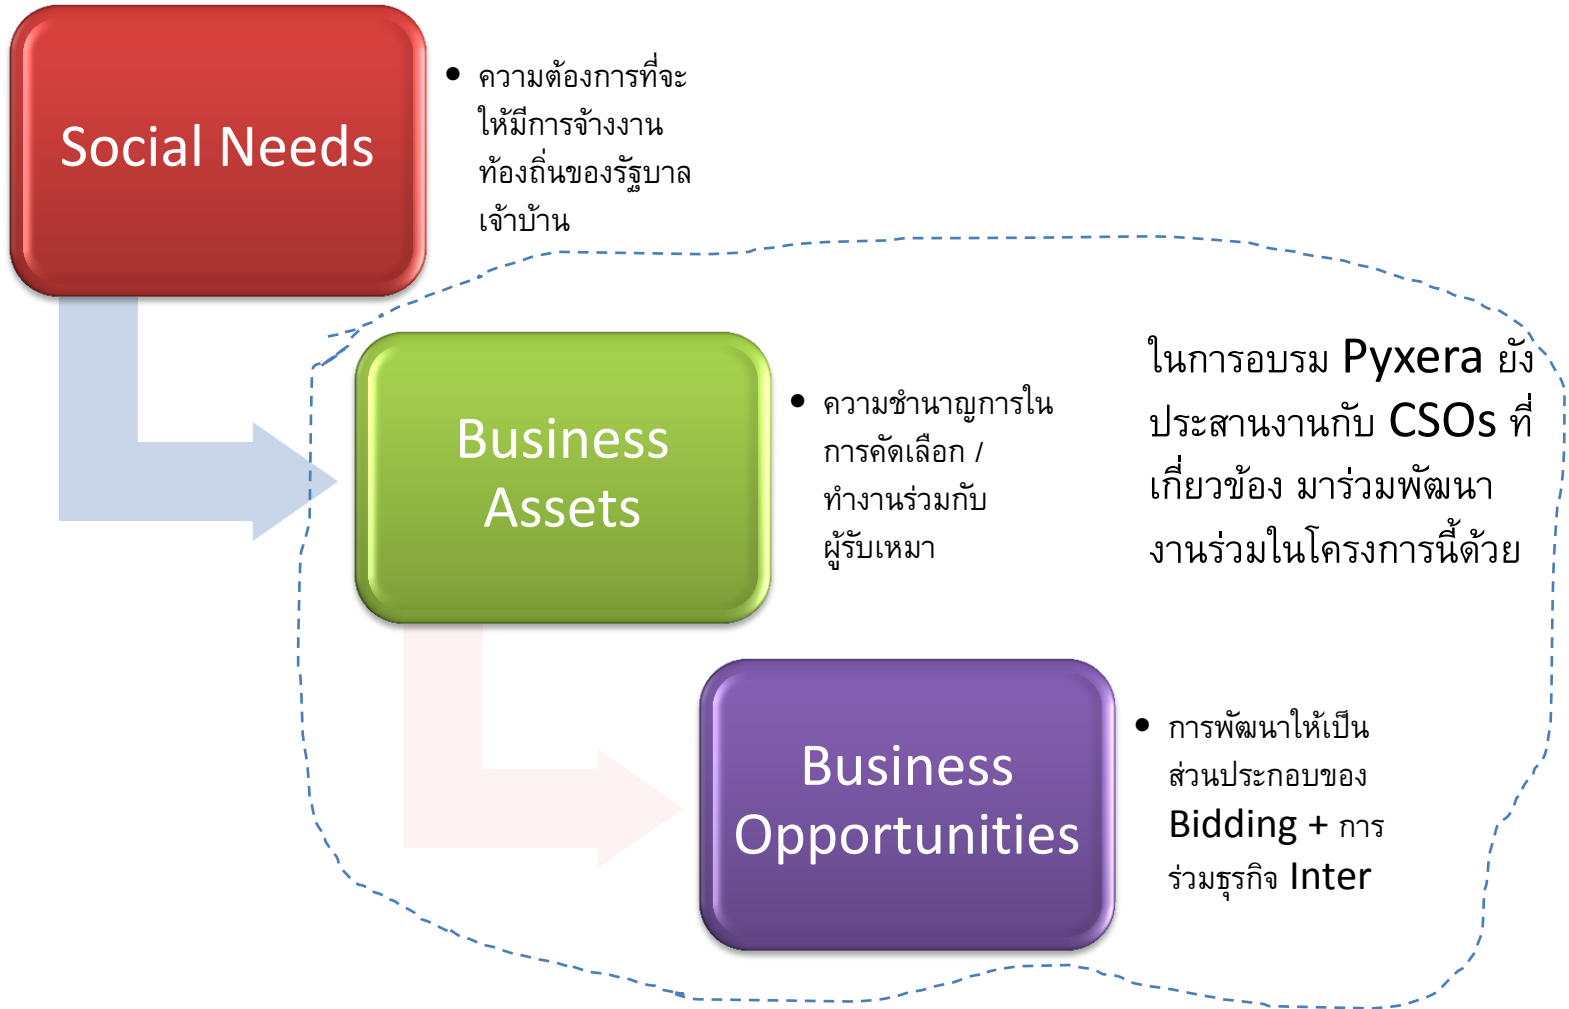 Social Needs
• ความต้องการที่จะ
ให้มีการจ้างงาน
ท้องถิ่นของรัฐบาล
เจ้าบ้าน
Business
Assets
• ความชำนาญการใน
การคัดเลือก /
ทำงานร่วมกับ
ผู้รับเหมา
ในการอบรม Pyxera ยัง
ประสานงานกับ CSOs ที่
เกี่ยวข้อง มาร่วมพัฒนา
งานร่วมในโครงการนี้ด้วย
Business
Opportunities
• การพัฒนาให้เป็น
ส่วนประกอบของ
Bidding + การ
ร่วมธุรกิจ Inter